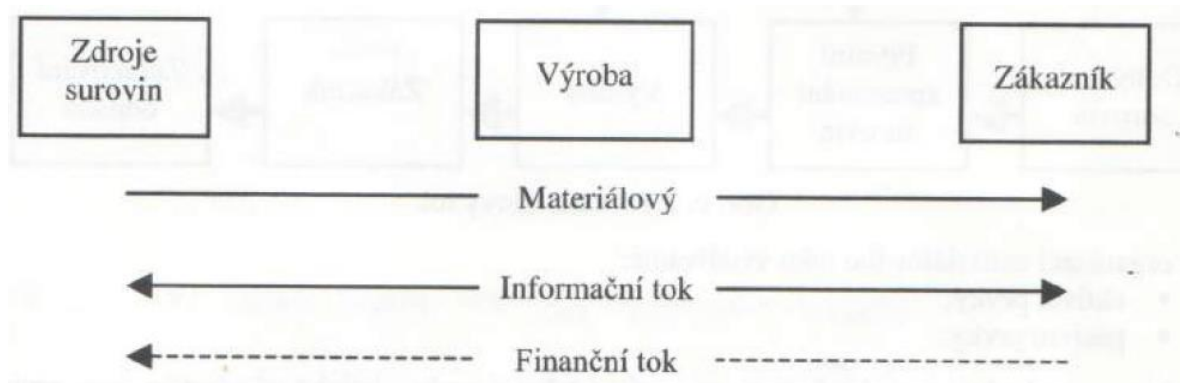 Zdroje
surovin
Výroba
Zákazník
Materiálový
Informační tok
Finanční tok